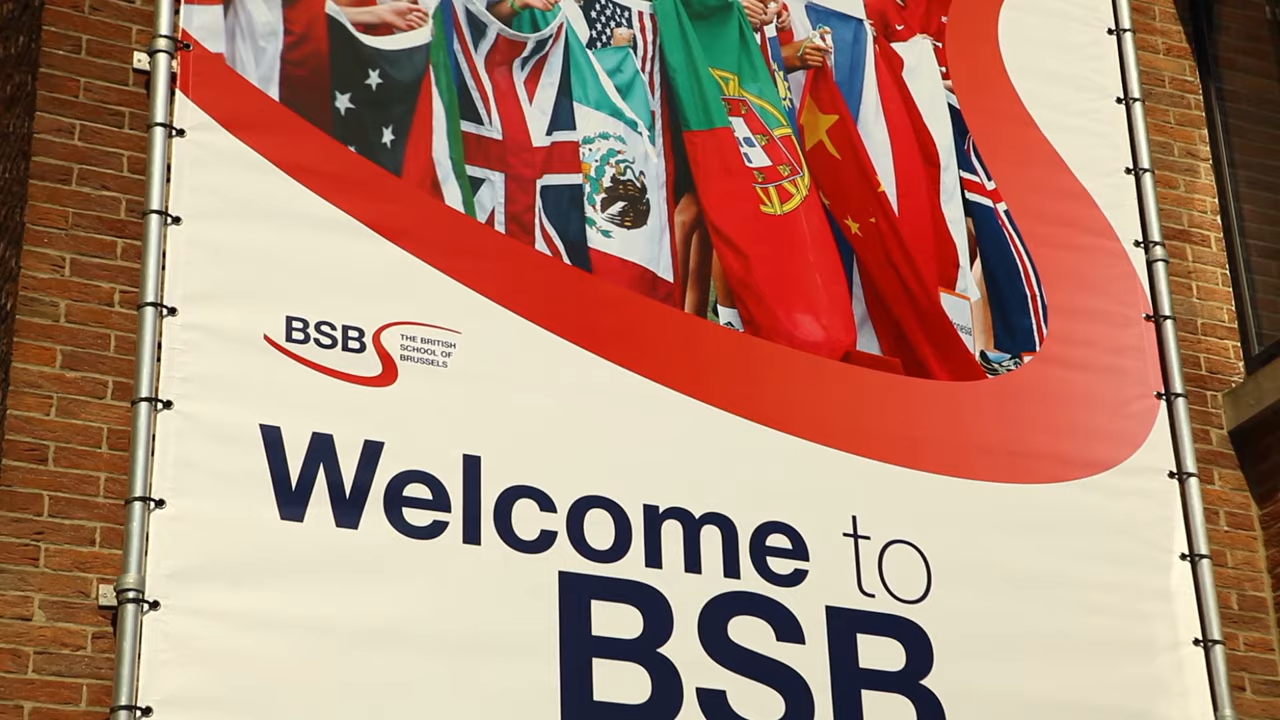 BSB
THE BRITISH
SCHOOL OF
BRUSSELS
Welcome to
BSB